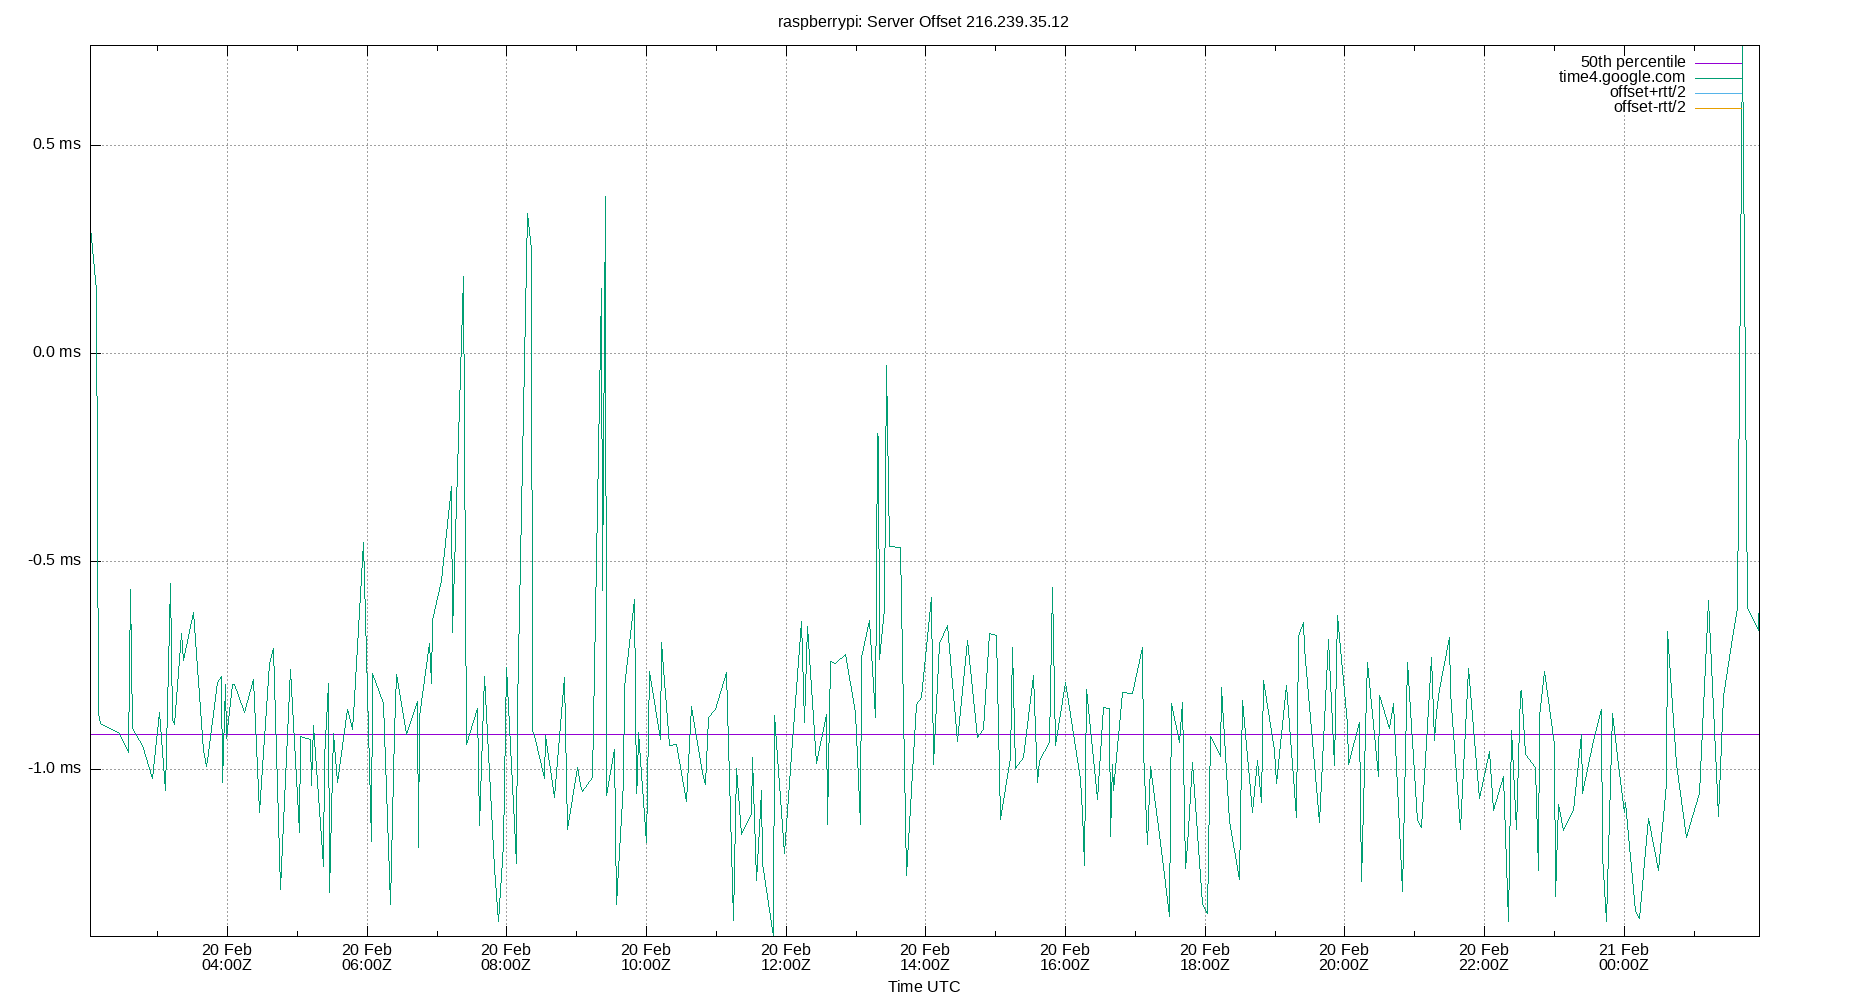 raspberrypi: Server Offset 216.239.35.12
50th percentile
time4.google.com
offset+rtt/2
offset-rtt/2
0.5 ms
0.0 ms
-0.5 ms
-1.0 ms
20 Feb 20 Feb 20 Feb 20 Feb 20 Feb 20 Feb 20 Feb 20 Feb 20 Feb 20 Feb 21 Feb
04:00Z 06:00Z 08:00Z 10:00Z 12:00Z 14:00Z 16:00Z 18:00Z 20:00Z 22:00Z 00:00Z
Time UTC